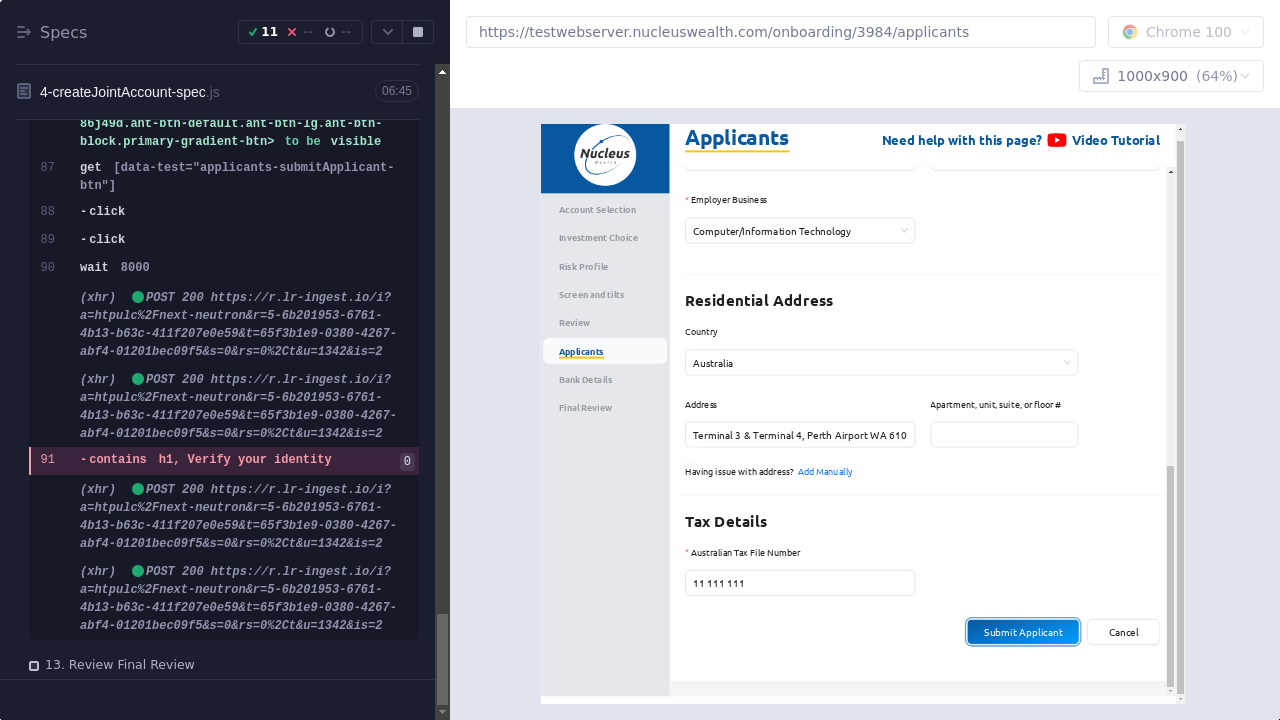 Specs
11
--
--
4-createJointAccount-spec.js
06:45
86j49d.ant-btn-default.ant-btn-lg.ant-btn-
block.primary-gradient-btn> to be visible
87 get [data-test="applicants-submitApplicant-
btn"]
88 -click
89 -click
90 wait 8000
(xhr) POST 200 https://r.lr-ingest.io/i?
a=htpulc%2Fnext-neutron&r=5-6b201953-6761-
4b13-b63c-411f207e0e59&t=65f3b1e9-0380-4267-
abf4-01201bec09f5&s=0&rs=0%2Ct&u=1342&is=2
(xhr) POST 200 https://r.lr-ingest.io/i?
a=htpulc%2Fnext-neutron&r=5-6b201953-6761-
4b13-b63c-411f207e0e59&t=65f3b1e9-0380-4267-
abf4-01201bec09f5&s=0&rs=0%2Ct&u=1342&is=2
91 -contains h1, Verify your identity 0
(xhr) POST 200 https://r.lr-ingest.io/i?
a=htpulc%2Fnext-neutron&r=5-6b201953-6761-
4b13-b63c-411f207e0e59&t=65f3b1e9-0380-4267-
abf4-01201bec09f5&s=0&rs=0%2Ct&u=1342&is=2
(xhr) POST 200 https://r.lr-ingest.io/i?
a=htpulc%2Fnext-neutron&r=5-6b201953-6761-
4b13-b63c-411f207e0e59&t=65f3b1e9-0380-4267-
abf4-01201bec09f5&s=0&rs=0%2Ct&u=1342&is=2
13. Review Final Review
https://testwebserver.nucleuswealth.com/onboarding/3984/applicants
Chrome 100
1000x900 (64%)
Nucleus
Wealth
Account Selection
Investment Choice
Risk Profile
Screen and tilts
Review
Applicants
Bank Details
Final Review
Applicants
Need help with this page? Video Tutorial
* Employer Business
Computer/Information Technology
Residential Address
Country
Australia
Address
Apartment, unit, suite, or floor #
Terminal 3 & Terminal 4, Perth Airport WA 610
Having issue with address? Add Manually
Tax Details
* Australian Tax File Number
11 111 111
Submit Applicant
Cancel